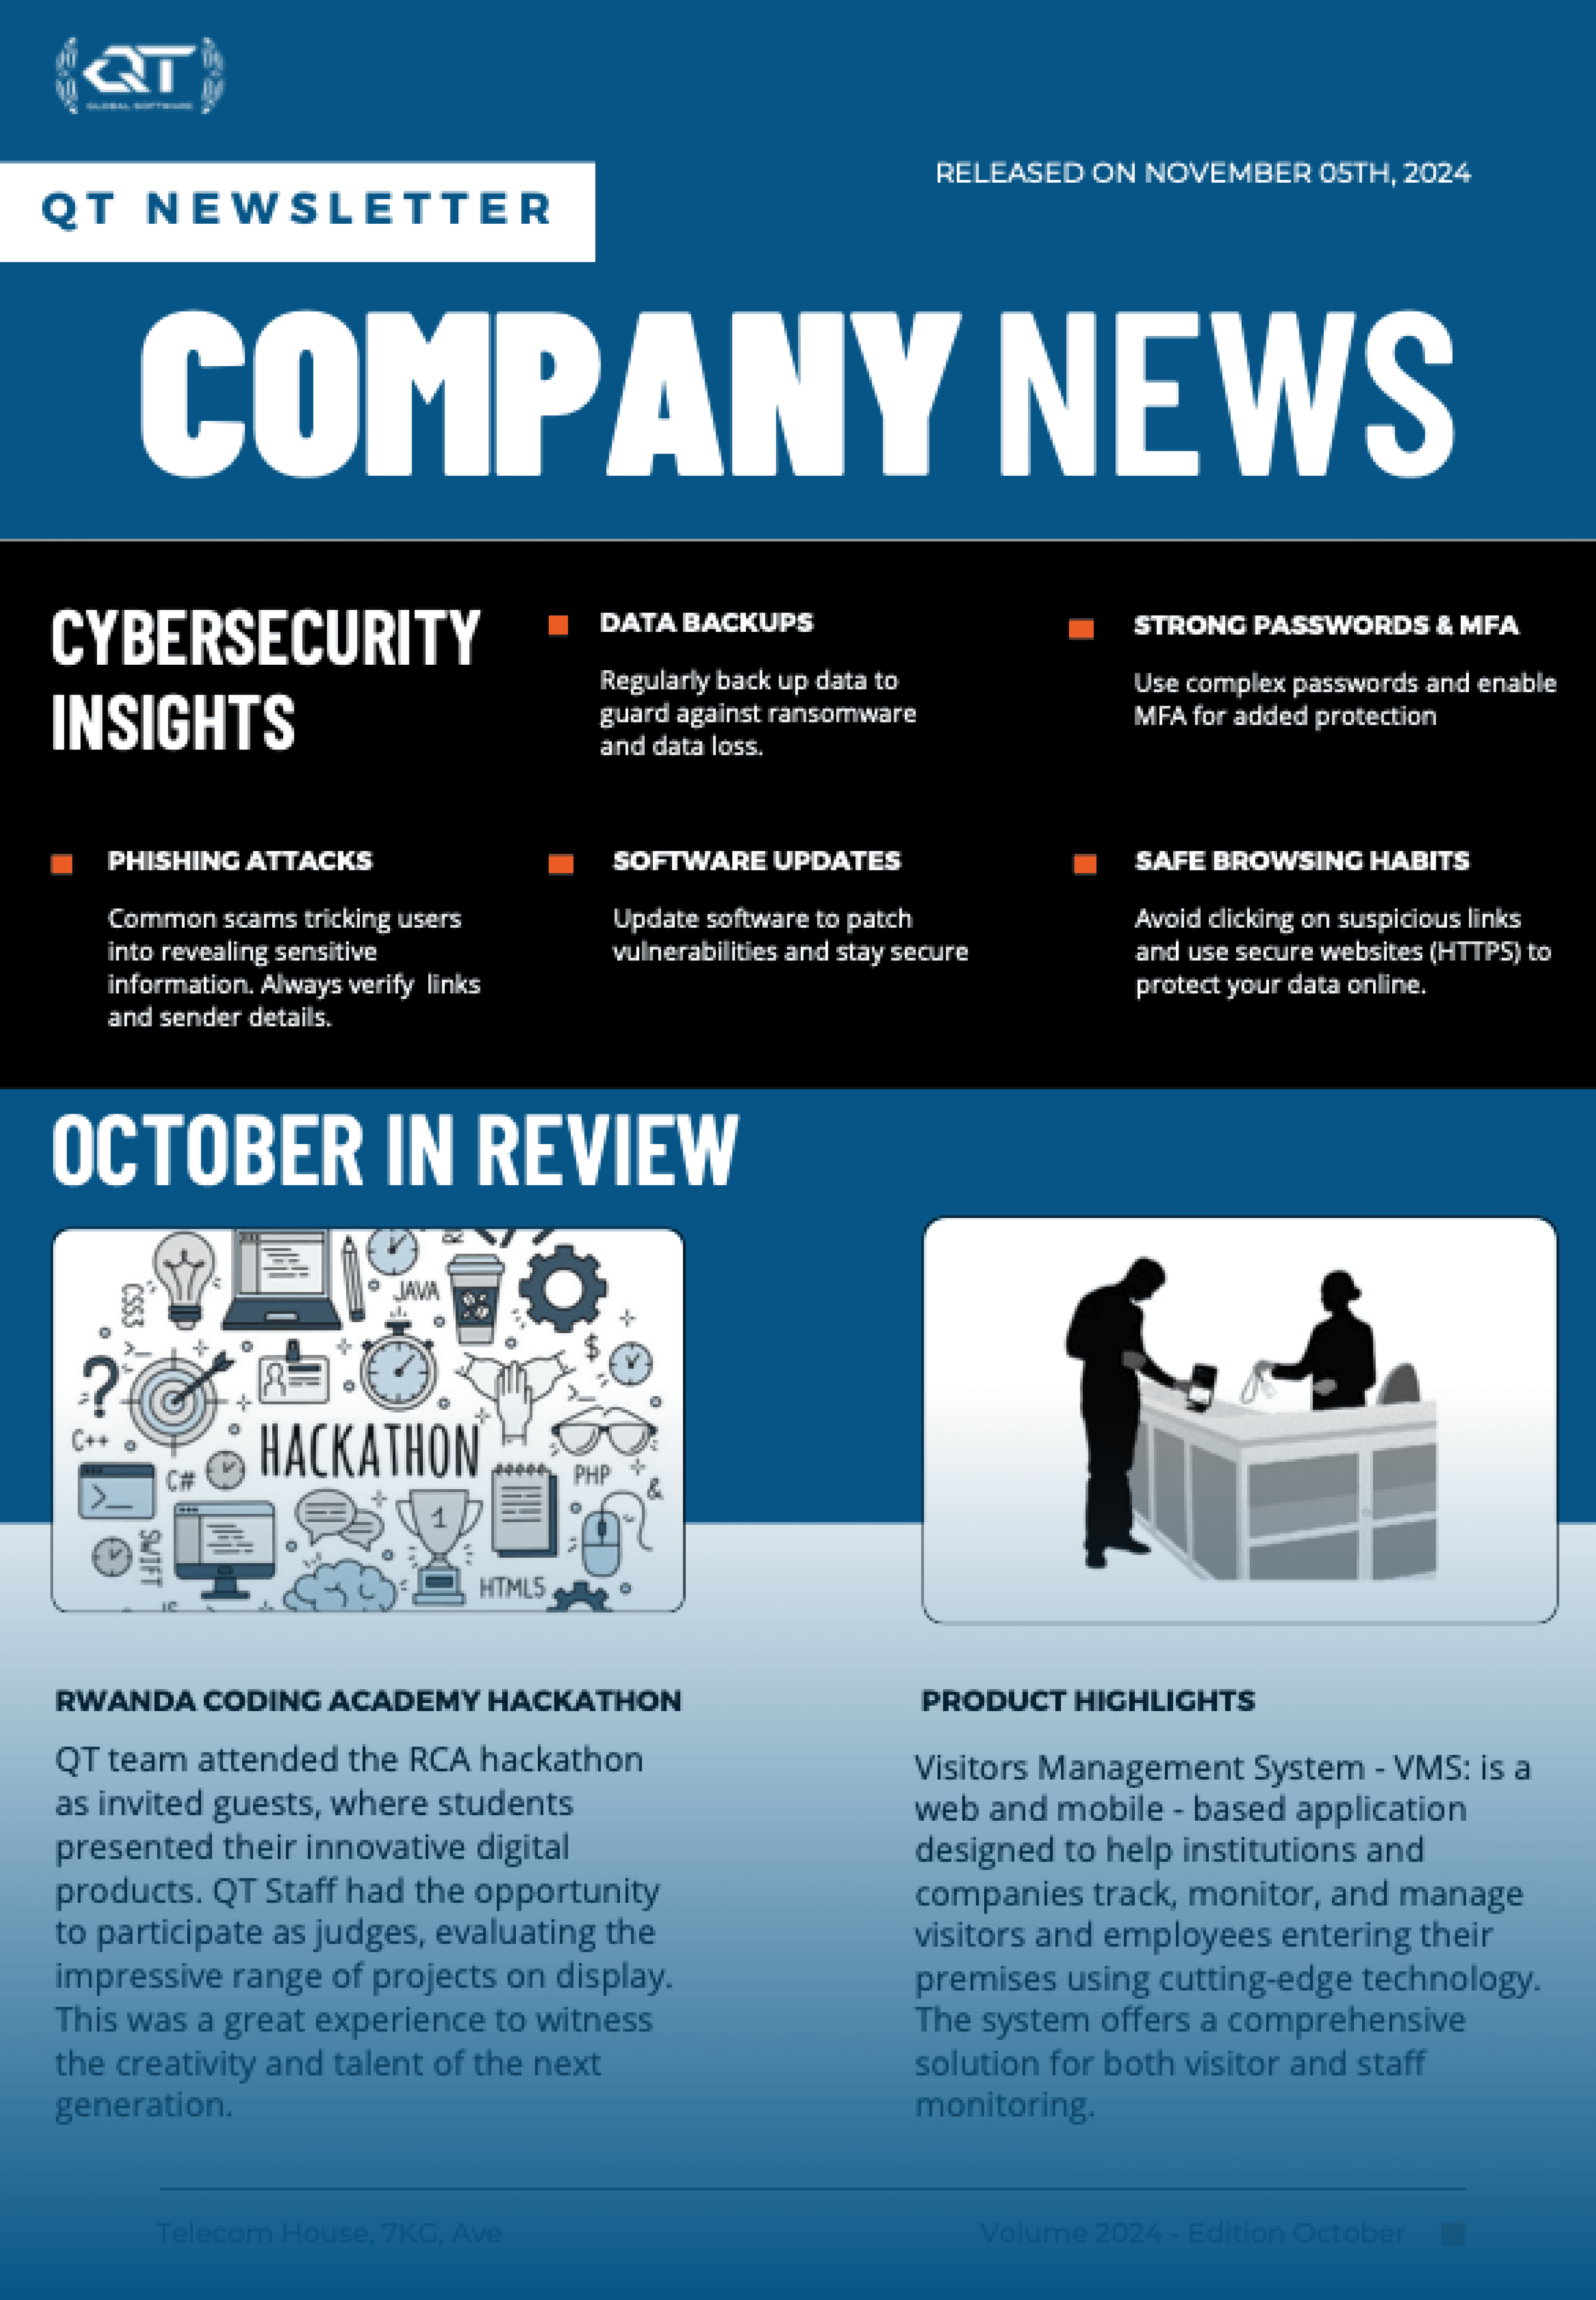 QT
GLOBAL SOFTWARE
QT NEWSLETTER
RELEASED ON NOVEMBER 05TH, 2024
COMPANY NEWS
CYBERSECURITY
INSIGHTS
DATA BACKUPS
Regularly back up data to
guard against ransomware
and data loss.
STRONG PASSWORDS & MFA
Use complex passwords and enable
MFA for added protection
PHISHING ATTACKS
Common scams tricking users
into revealing sensitive
information. Always verify links
and sender details.
SOFTWARE UPDATES
Update software to patch
vulnerabilities and stay secure
SAFE BROWSING HABITS
Avoid clicking on suspicious links
and use secure websites (HTTPS) to
protect your data online.
OCTOBER IN REVIEW
CSS3
JAVA
$
?
C++
C#
HACKATHON
PHP
&
SWIFT
1
HTML5
JS
RWANDA CODING ACADEMY HACKATHON
QT team attended the RCA hackathon
as invited guests, where students
presented their innovative digital
products. QT Staff had the opportunity
to participate as judges, evaluating the
impressive range of projects on display.
This was a great experience to witness
the creativity and talent of the next
generation.
PRODUCT HIGHLIGHTS
Visitors Management System - VMS: is a
web and mobile - based application
designed to help institutions and
companies track, monitor, and manage
visitors and employees entering their
premises using cutting-edge technology.
The system offers a comprehensive
solution for both visitor and staff
monitoring.
Telecom House, 7KG, Ave
Volume 2024 - Edition October